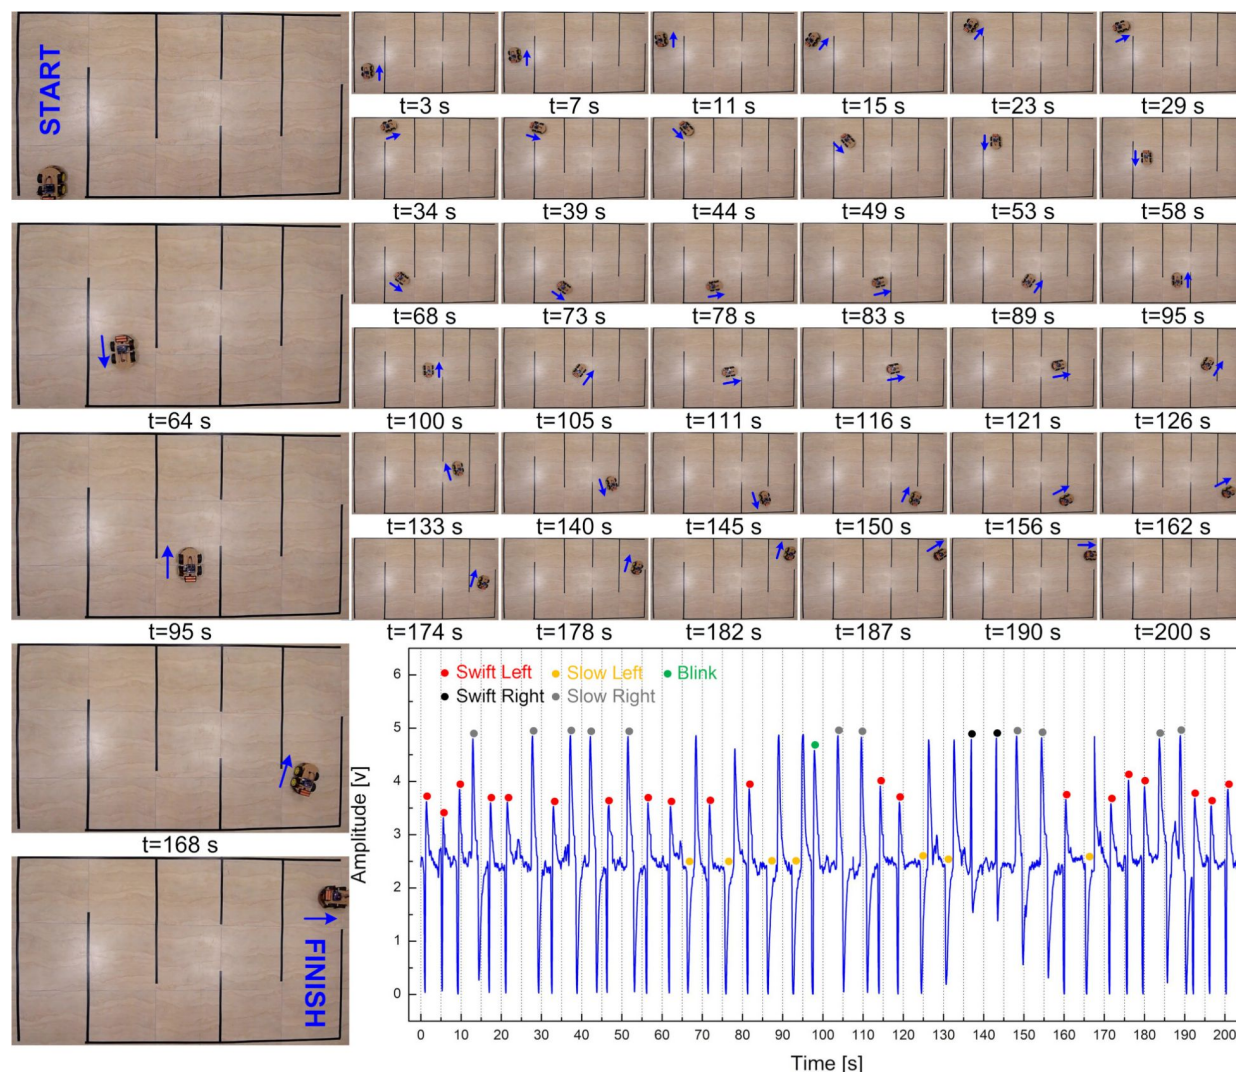 START
t=3 s
t=7 s
t=11 s
t=15 s
t=23 s
t=29 s
t=34 s
t=39 s
t=44 s
t=49 s
t=53 s
t=58 s
t=64 s
t=68 s
t=73 s
t=78 s
t=83 s
t=89 s
t=95 s
t=100 s
t=105 s
t=111 s
t=116 s
t=121 s
t=126 s
t=95 s
t=133 s
t=140 s
t=145 s
t=150 s
t=156 s
t=162 s
t=168 s
t=174 s
t=178 s
t=182 s
t=187 s
t=190 s
t=200 s
FINISH
Swift Left
Slow Left
Blink
Swift Right
Slow Right
Amplitude [v]
6
5
4
3
2
1
0
0 10 20 30 40 50 60 70 80 90 100 110 120 130 140 150 160 170 180 190 200
Time [s]